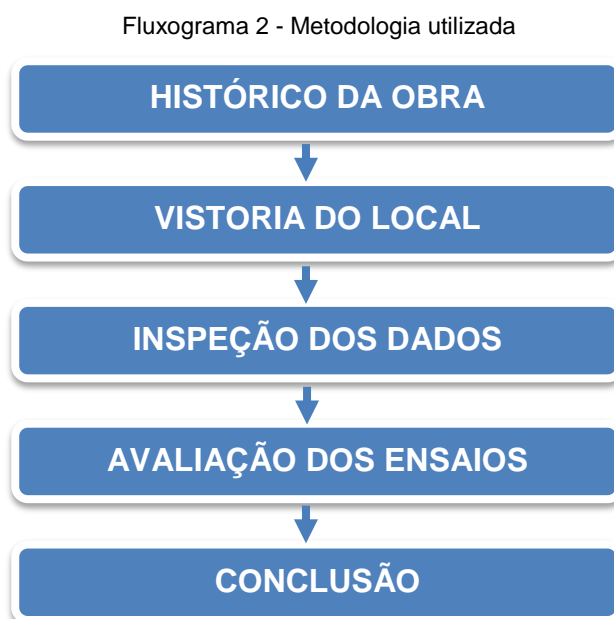 Fluxograma 2 - Metodologia utilizada
HISTÓRICO DA OBRA
VISTORIA DO LOCAL
INSPEÇÃO DOS DADOS
AVALIAÇÃO DOS ENSAIOS
CONCLUSÃO